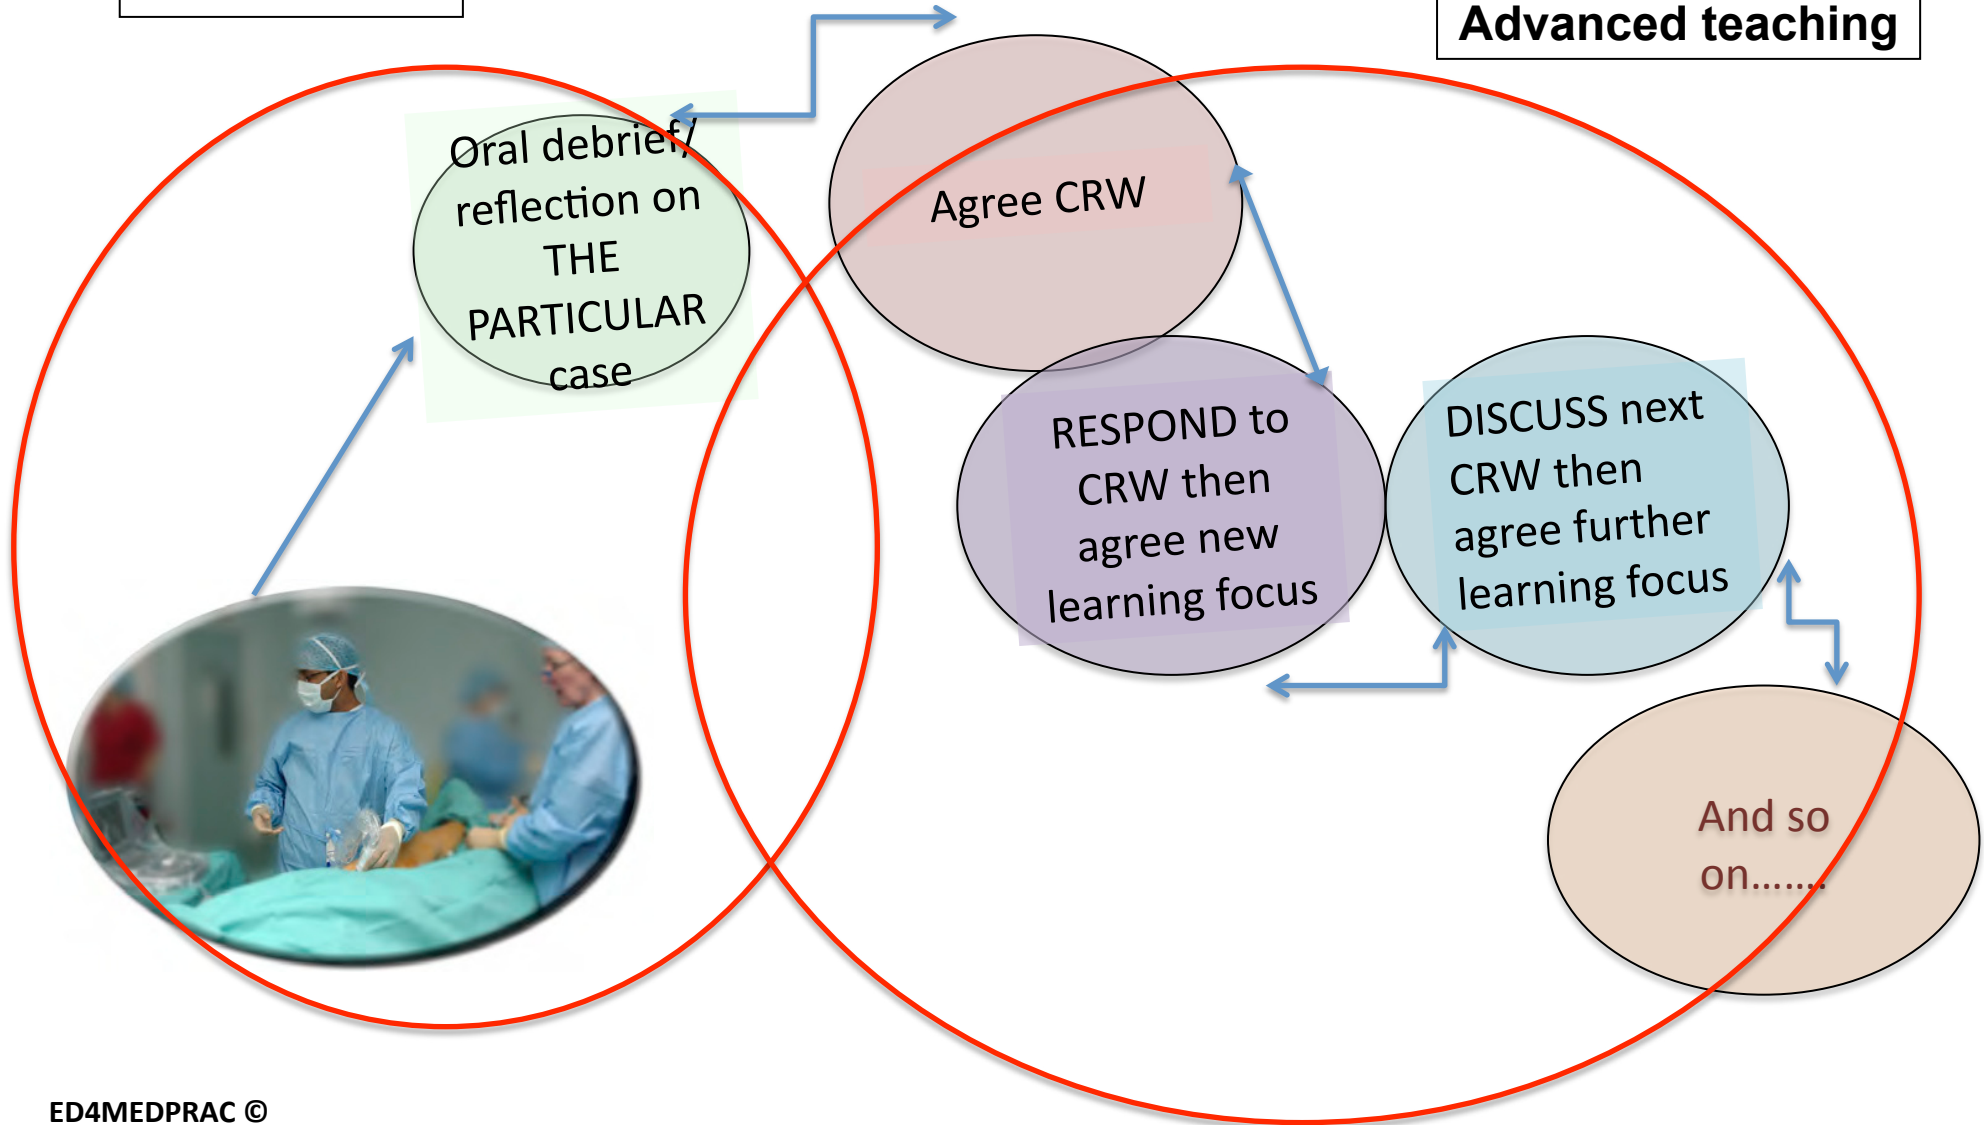 Advanced teaching
Oral debrief/
reflection on
THE
PARTICULAR
case
Agree CRW
RESPOND to
CRW then
agree new
learning focus
DISCUSS next
CRW then
agree further
learning focus
And so
on.......
ED4MEDPRAC ©